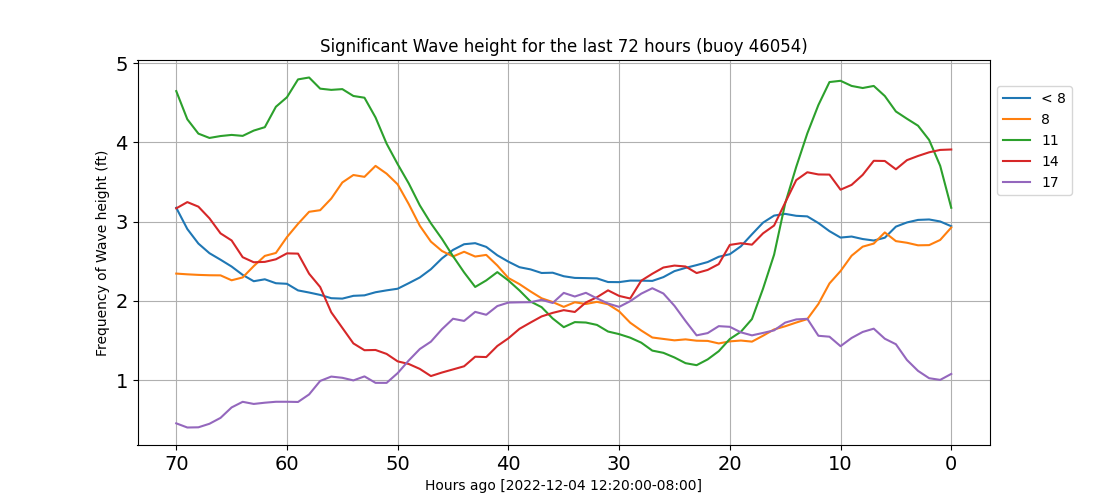 Significant Wave height for the last 72 hours (buoy 46054)
Frequency of Wave height (ft)
5
4
3
2
1
70 60 50 40 30 20 10 0
Hours ago [2022-12-04 12:20:00-08:00]
< 8
8
11
14
17